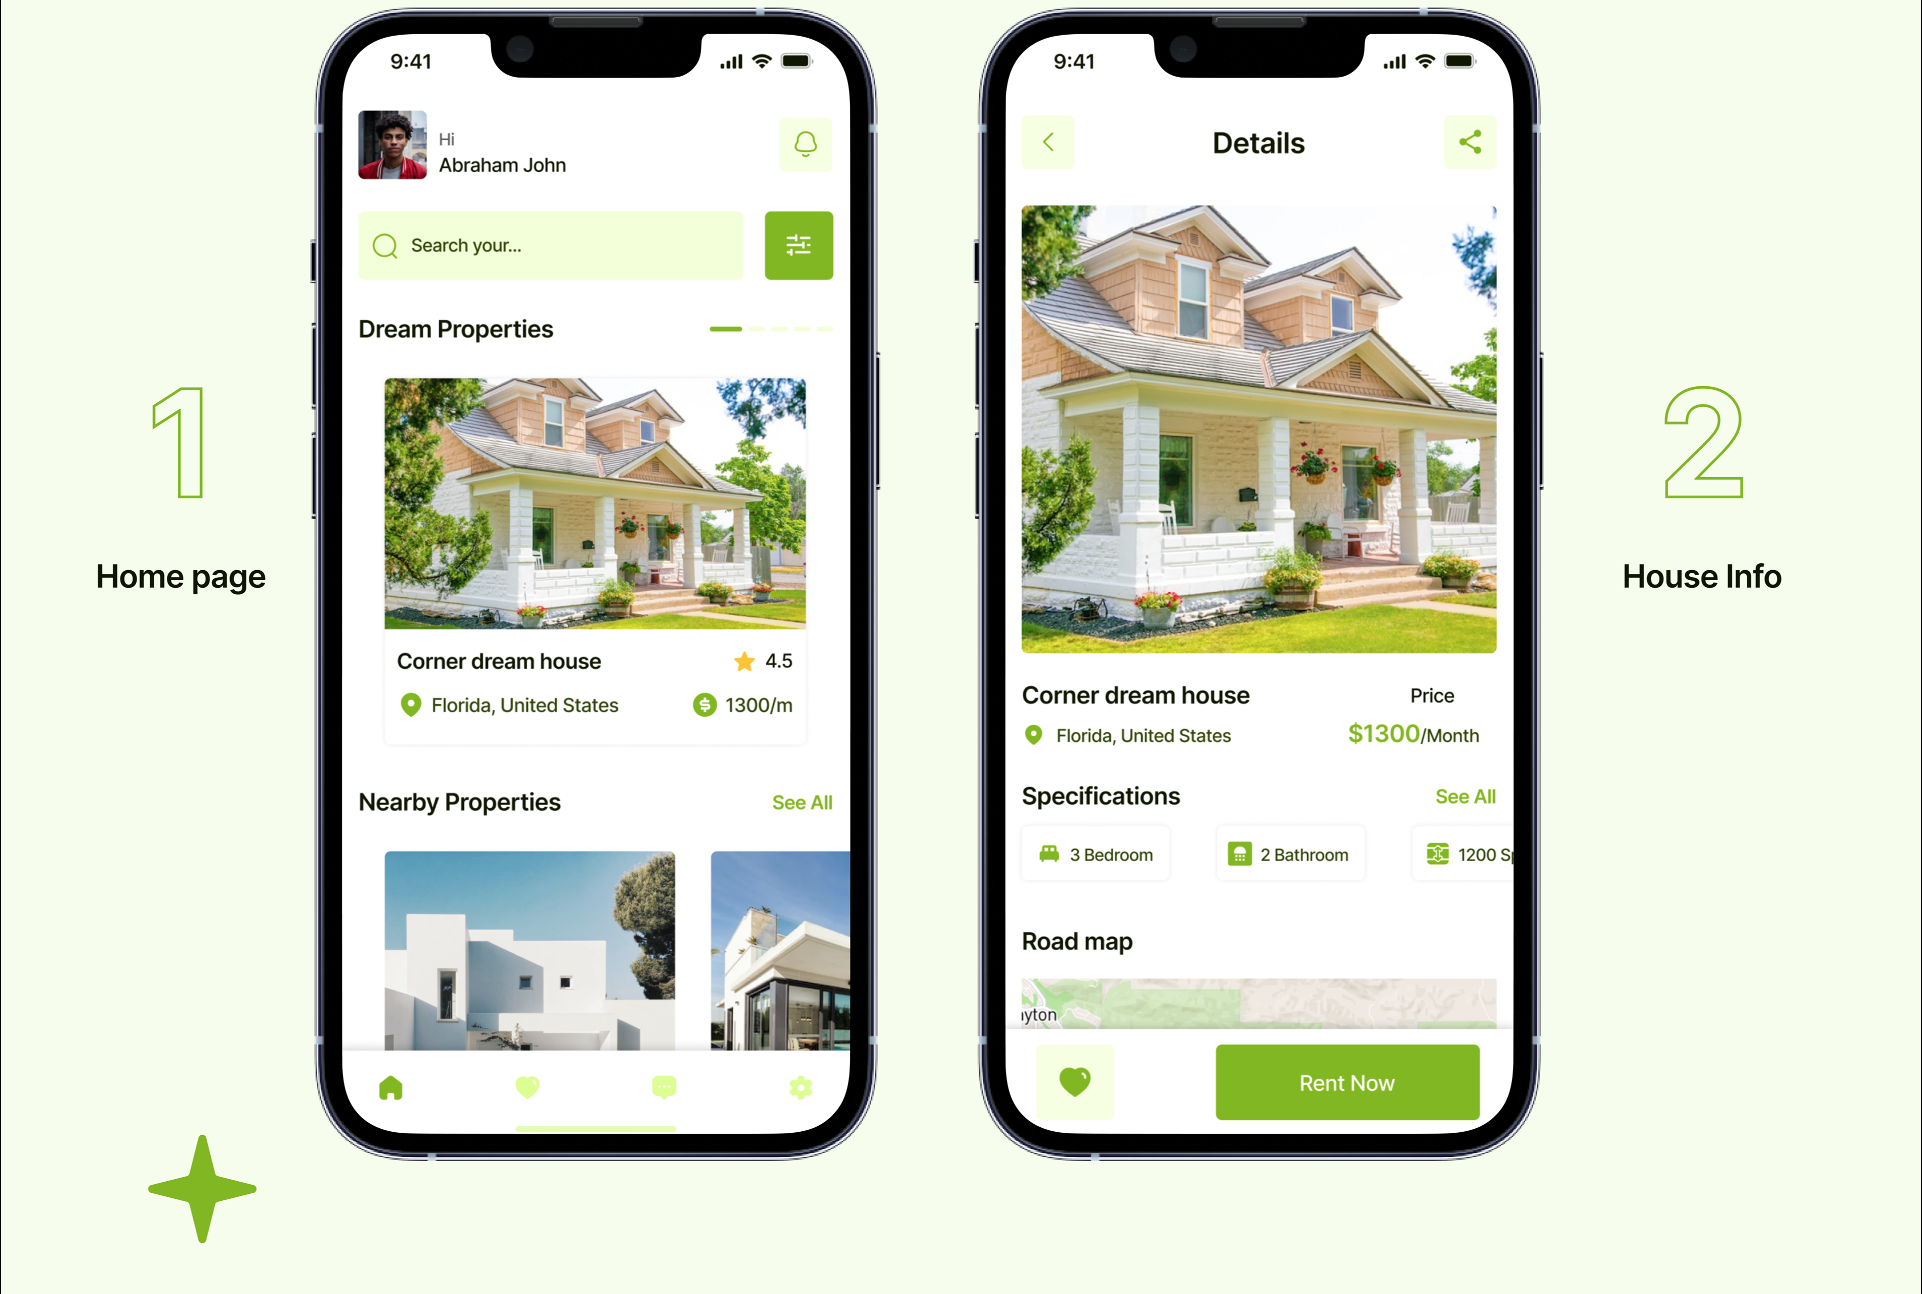 1
Home page
9:41
Hi
Abraham John
Search your...
Dream Properties
Corner dream house
4.5
Florida, United States
$ 1300/m
Nearby Properties
See All
9:41
Details
Corner dream house
Price
Florida, United States
$1300/Month
Specifications
See All
3 Bedroom
2 Bathroom
1200 S
Road map
yton
Rent Now
2
House Info